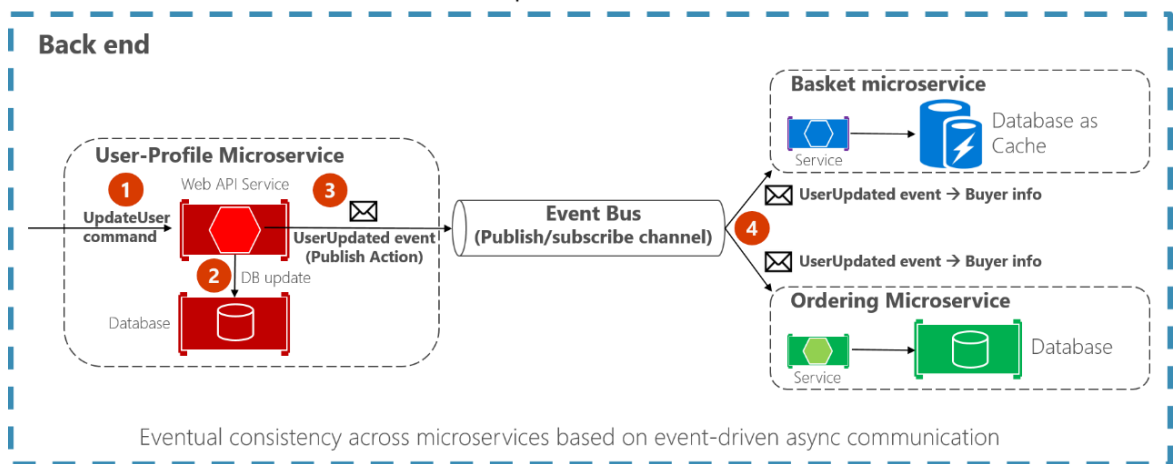 Back end
User-Profile Microservice
Web API Service
1
3
UpdateUser
command
UserUpdated event
(Publish Action)
2
DB update
Database
Event Bus
(Publish/subscribe channel)
4
Basket microservice
Service
Database as
Cache
UserUpdated event → Buyer info
UserUpdated event → Buyer info
Ordering Microservice
Service
Database
Eventual consistency across microservices based on event-driven async communication